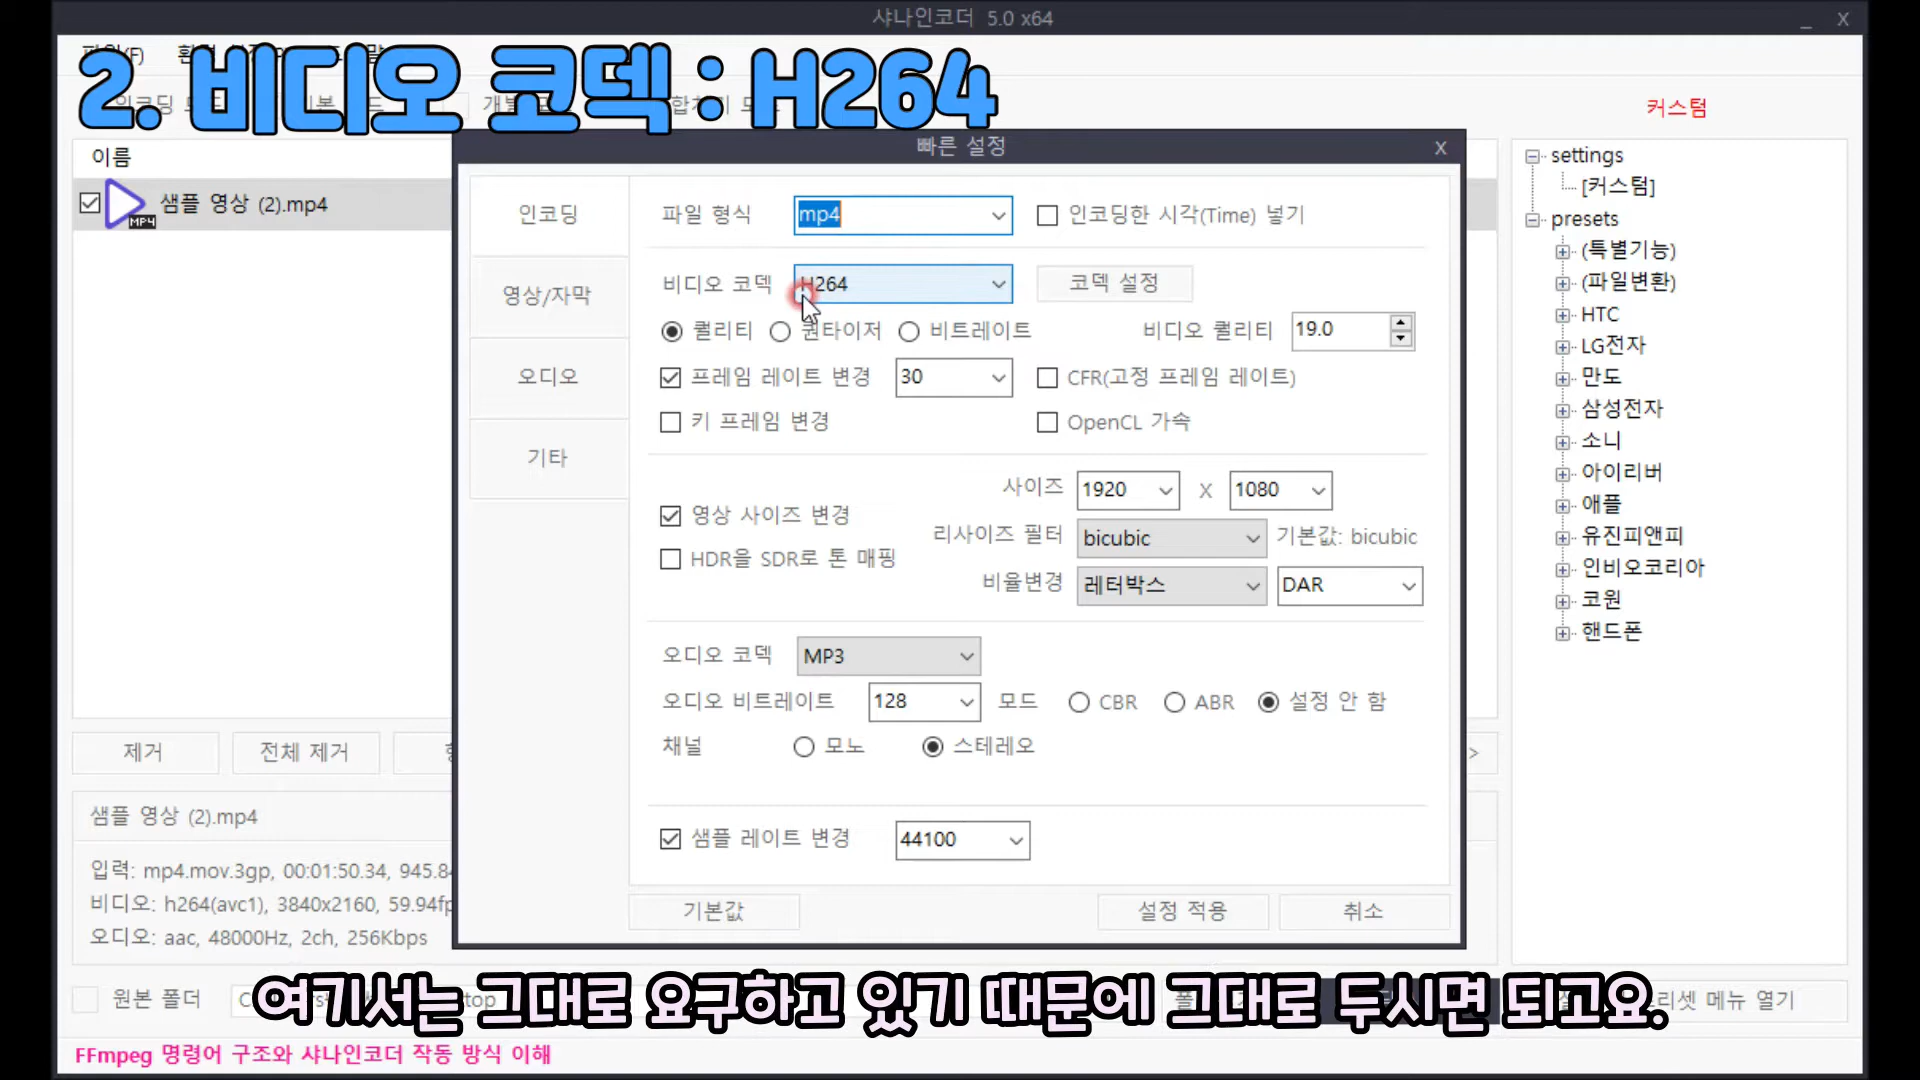 샤나인코더 5.0 x64
_ X
2. 비디오 코덱 : H264
커스텀
이름
샘플 영상 (2).mp4
MP4
빠른 설정
X
인코딩
영상/자막
오디오
기타
파일 형식 mp4 인코딩한 시각(Time) 넣기
비디오 코덱 H264 코덱 설정
퀄리티 퀀타이저 비트레이트 비디오 퀄리티 19.0
프레임 레이트 변경 30 CFR(고정 프레임 레이트)
키 프레임 변경 OpenCL 가속
사이즈 1920 X 1080
영상 사이즈 변경
리사이즈 필터 bicubic 기본값: bicubic
HDR을 SDR로 톤 매핑
비율변경 레터박스 DAR
오디오 코덱 MP3
오디오 비트레이트 128 모드 CBR ABR 설정 안 함
채널 모노 스테레오
샘플 레이트 변경 44100
기본값 설정 적용 취소
settings
[커스텀]
presets
(특별기능)
(파일변환)
HTC
LG전자
만도
삼성전자
소니
아이리버
애플
유진피앤피
인비오코리아
코원
핸드폰
제거 전체 제거
>
샘플 영상 (2).mp4
입력: mp4.mov.3gp, 00:01:50.34, 945.84
비디오: h264(avc1), 3840x2160, 59.94fp
오디오: aac, 48000Hz, 2ch, 256Kbps
원본 폴더
메뉴 열기
여기서는 그대로 요구하고 있기 때문에 그대로 두시면 되고요.
FFmpeg 명령어 구조와 샤나인코더 작동 방식 이해